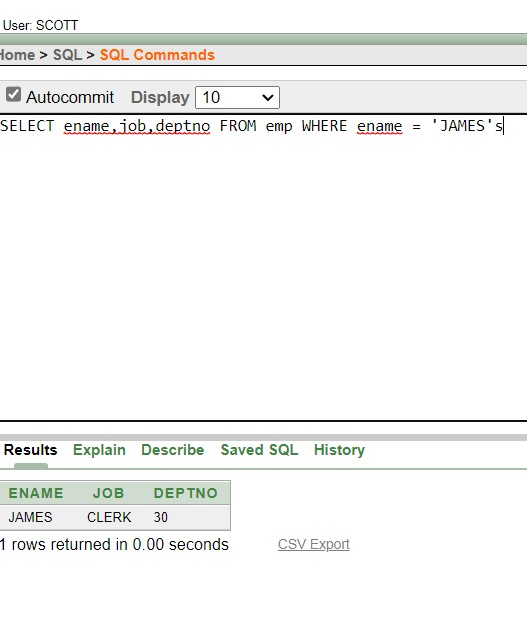 User: SCOTT
Home > SQL > SQL Commands
Autocommit Display 10
SELECT ename,job,deptno FROM emp WHERE ename = 'JAMES's
Results Explain Describe Saved SQL History
ENAME JOB DEPTNO
JAMES CLERK 30
1 rows returned in 0.00 seconds CSV Export